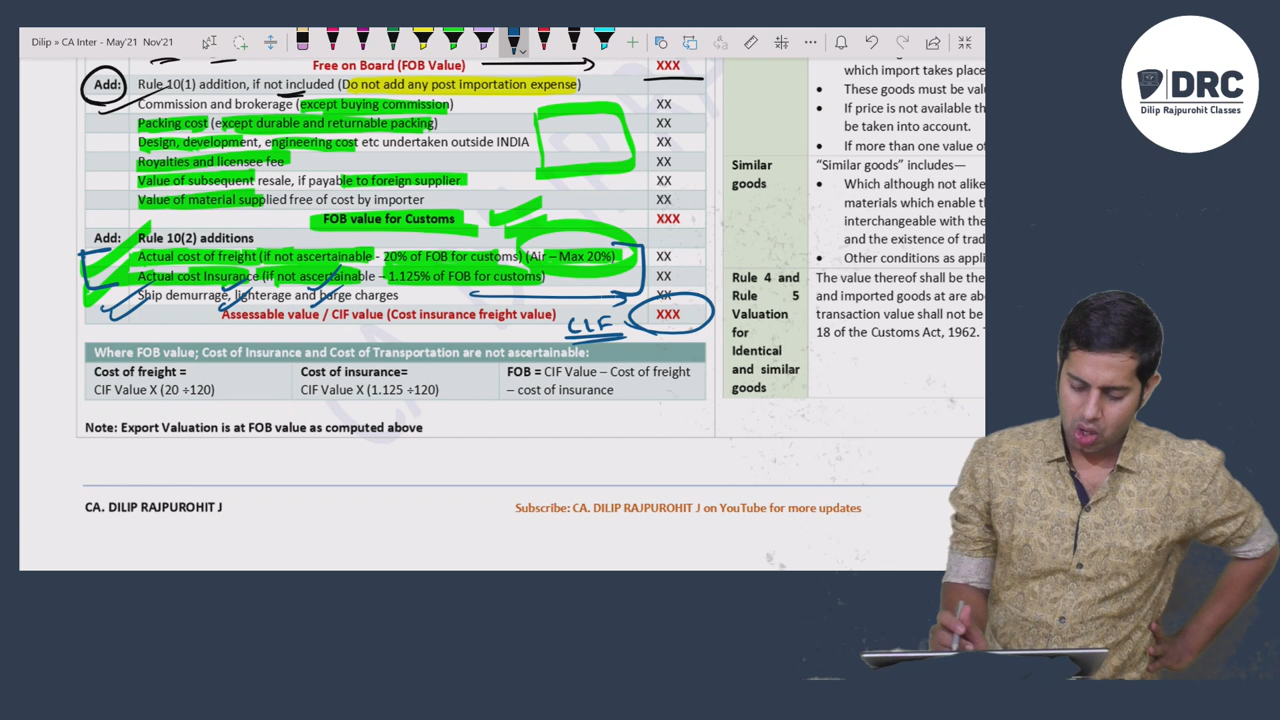 Dilip » CA Inter - May'21 Nov'21
DRC
Dilip Rajpurohit Classes
Free on Board (FOB Value) XXX
Add: Rule 10(1) addition, if not included (Do not add any post importation expense)
Commission and brokerage (except buying commission) XX
Packing cost (except durable and returnable packing) XX
Design, development, engineering cost etc undertaken outside INDIA XX
Royalties and licensee fee XX
Value of subsequent resale, if payable to foreign supplier XX
Value of material supplied free of cost by importer XX
FOB value for Customs XXX
Add: Rule 10(2) additions
Actual cost of freight (if not ascertainable - 20% of FOB for customs) (Air – Max 20%) XX
Actual cost Insurance (if not ascertainable – 1.125% of FOB for customs) XX
Ship demurrage, lighterage and barge charges XX
Assessable value / CIF value (Cost insurance freight value) XXX
CIF
Where FOB value; Cost of Insurance and Cost of Transportation are not ascertainable:
Cost of freight=
CIF Value X (20 ÷120)
Cost of insurance=
CIF Value X (1.125 ÷120)
FOB = CIF Value – Cost of freight
– cost of insurance
Note: Export Valuation is at FOB value as computed above
which import takes place
• These goods must be val
• If price is not available th
be taken into account.
• If more than one value of
Similar
goods
“Similar goods” includes—
• Which although not alike
materials which enable th
interchangeable with the
and the existence of trad
• Other conditions as appli
Rule 4 and
Rule 5
Valuation
for
Identical
and similar
goods
The value thereof shall be the
and imported goods at are abo
transaction value shall not be
18 of the Customs Act, 1962. T
CA. DILIP RAJPUROHIT J
Subscribe: CA. DILIP RAJPUROHIT J on YouTube for more updates